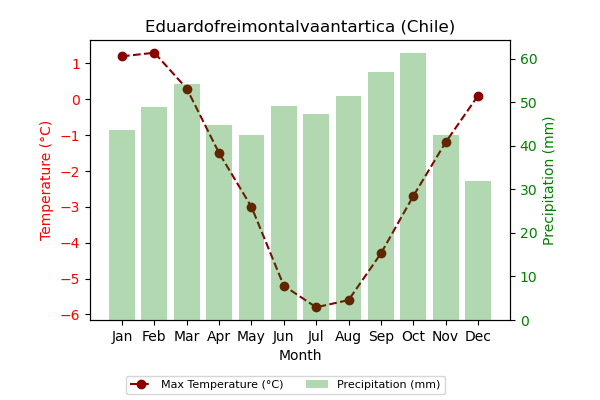 Eduardofreimontalvaantartica (Chile)
Temperature (°C)
1
0
−1
−2
−3
−4
−5
−6
60
50
40
30
20
10
0
Precipitation (mm)
Jan Feb Mar Apr May Jun Jul Aug Sep Oct Nov Dec
Month
Max Temperature (°C) Precipitation (mm)